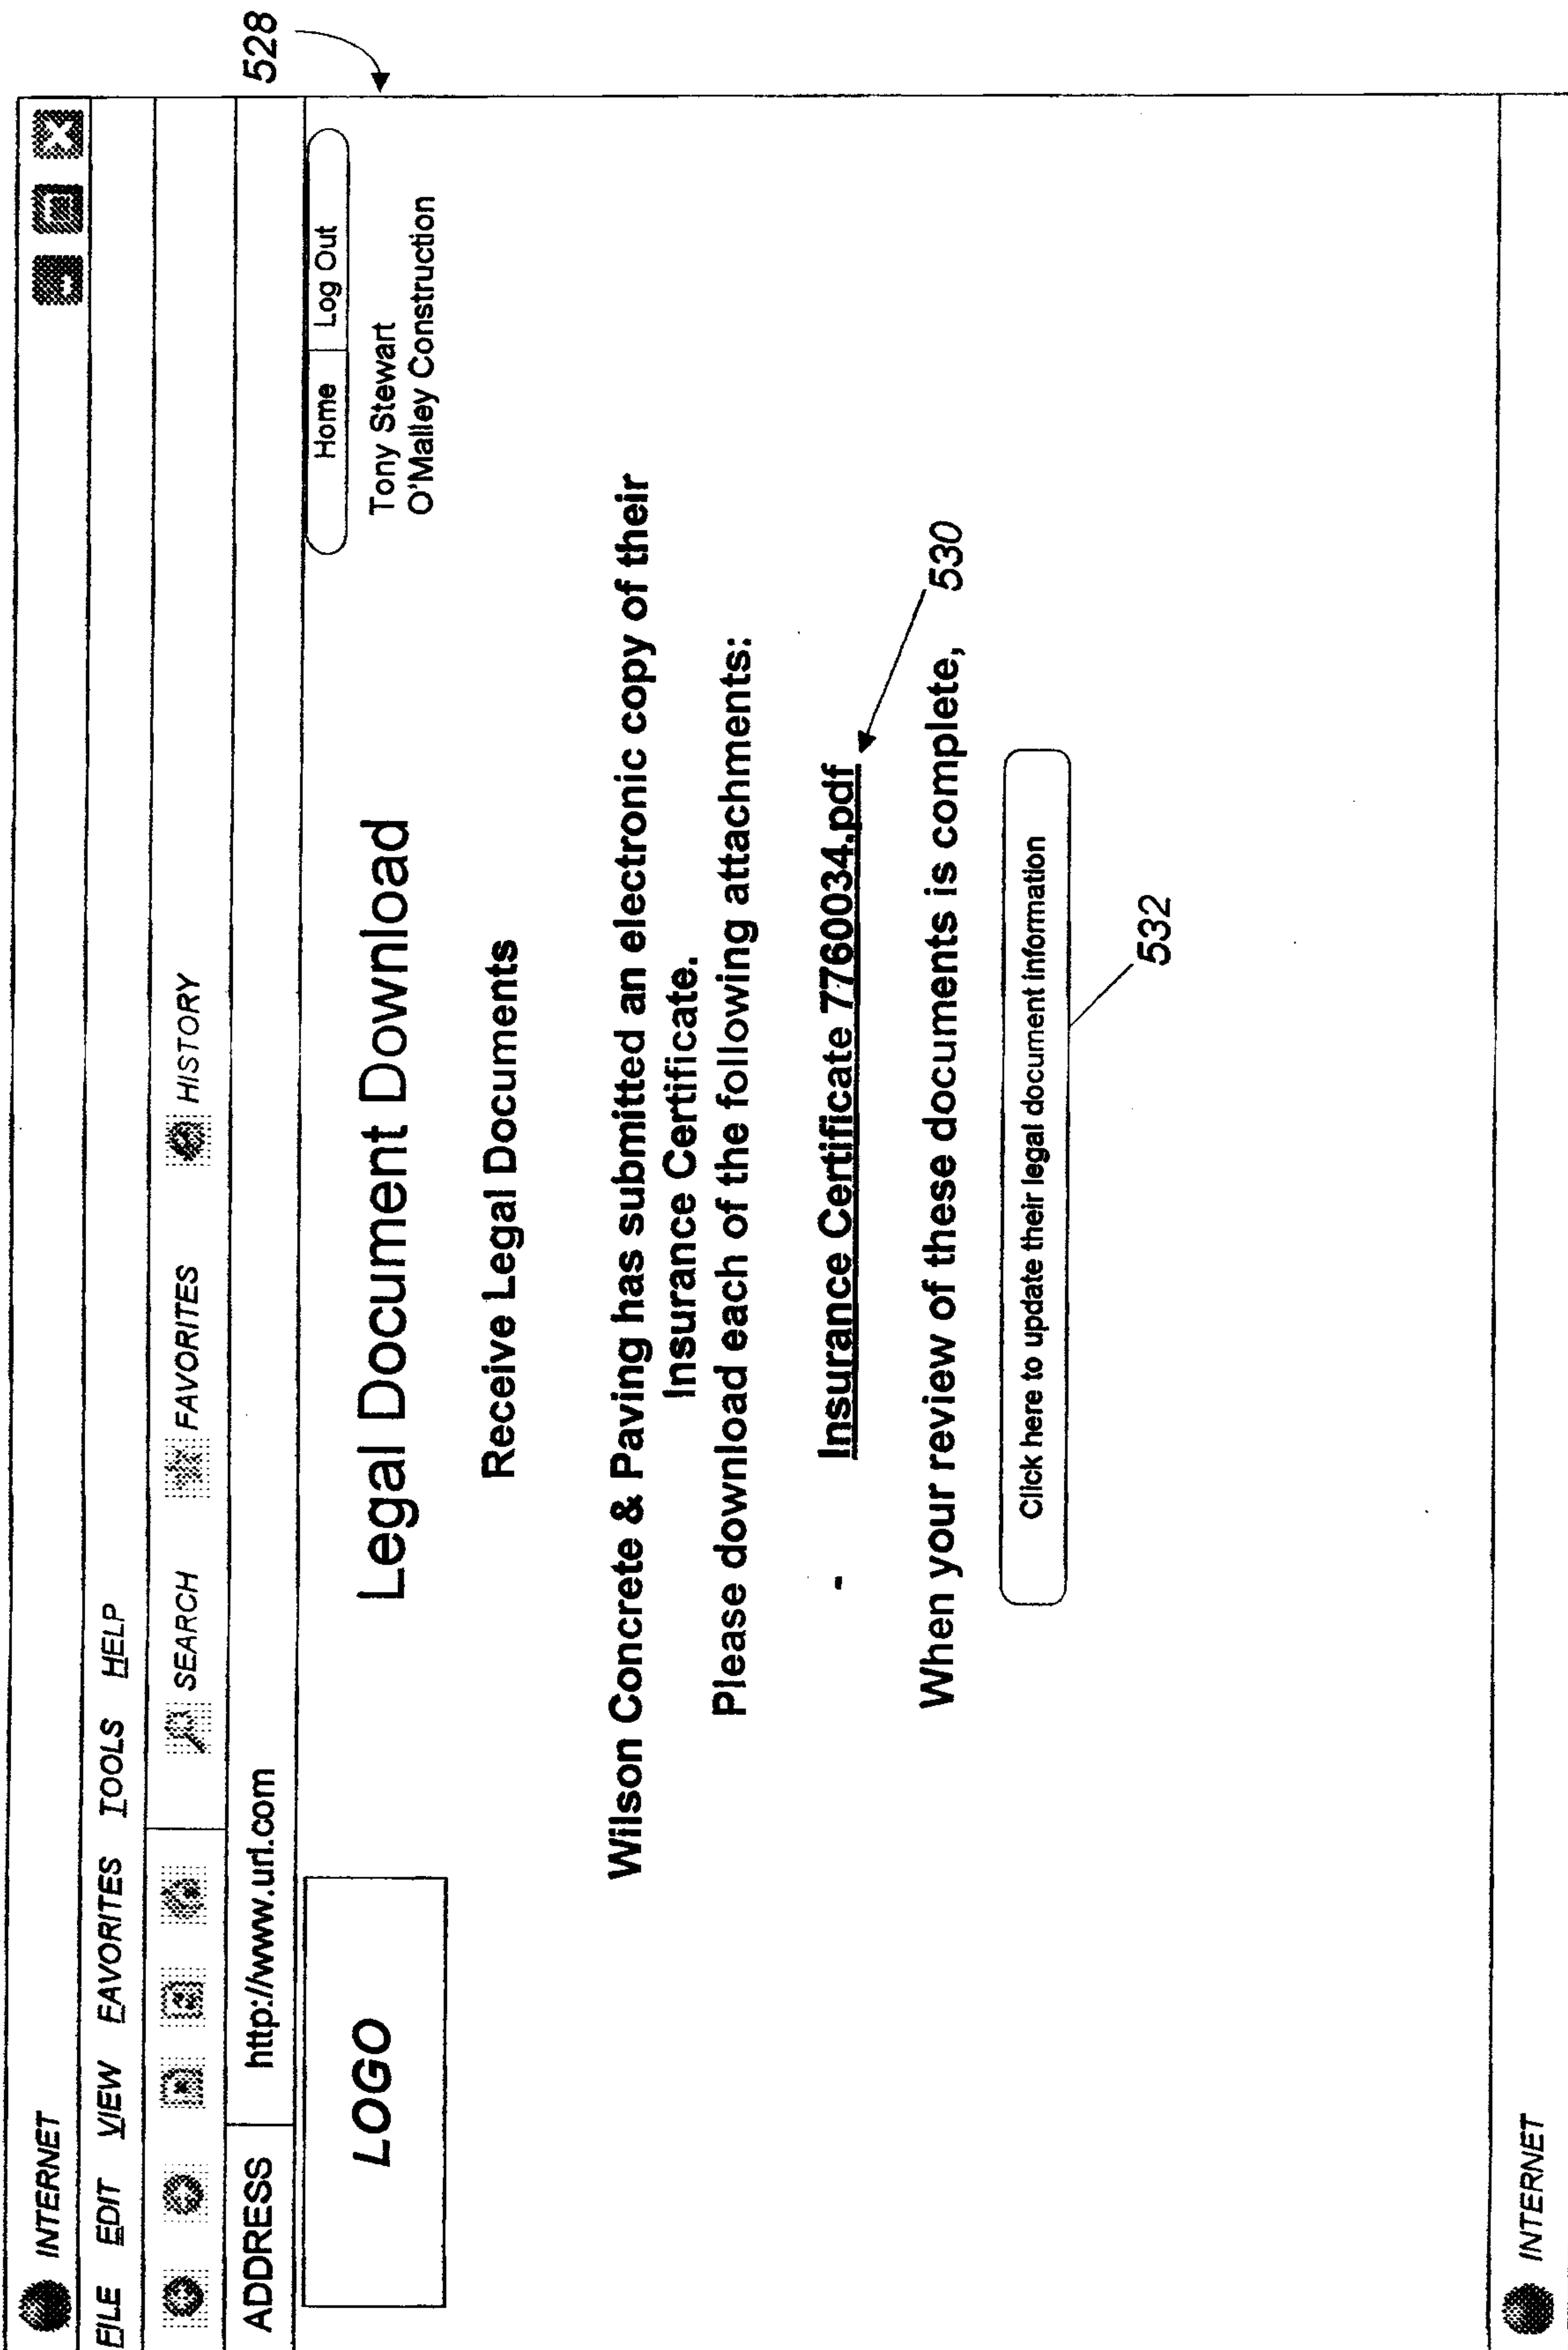 INTERNET
FILE EDIT VIEW FAVORITES TOOLS HELP
SEARCH FAVORITES HISTORY
ADDRESS http://www.url.com
528
LOGO
Home Log Out
Legal Document Download
Tony Stewart
O'Malley Construction
Receive Legal Documents
Wilson Concrete & Paving has submitted an electronic copy of their
Insurance Certificate.
Please download each of the following attachments:
- Insurance Certificate 7760034.pdf
530
When your review of these documents is complete,
Click here to update their legal document information
532
INTERNET